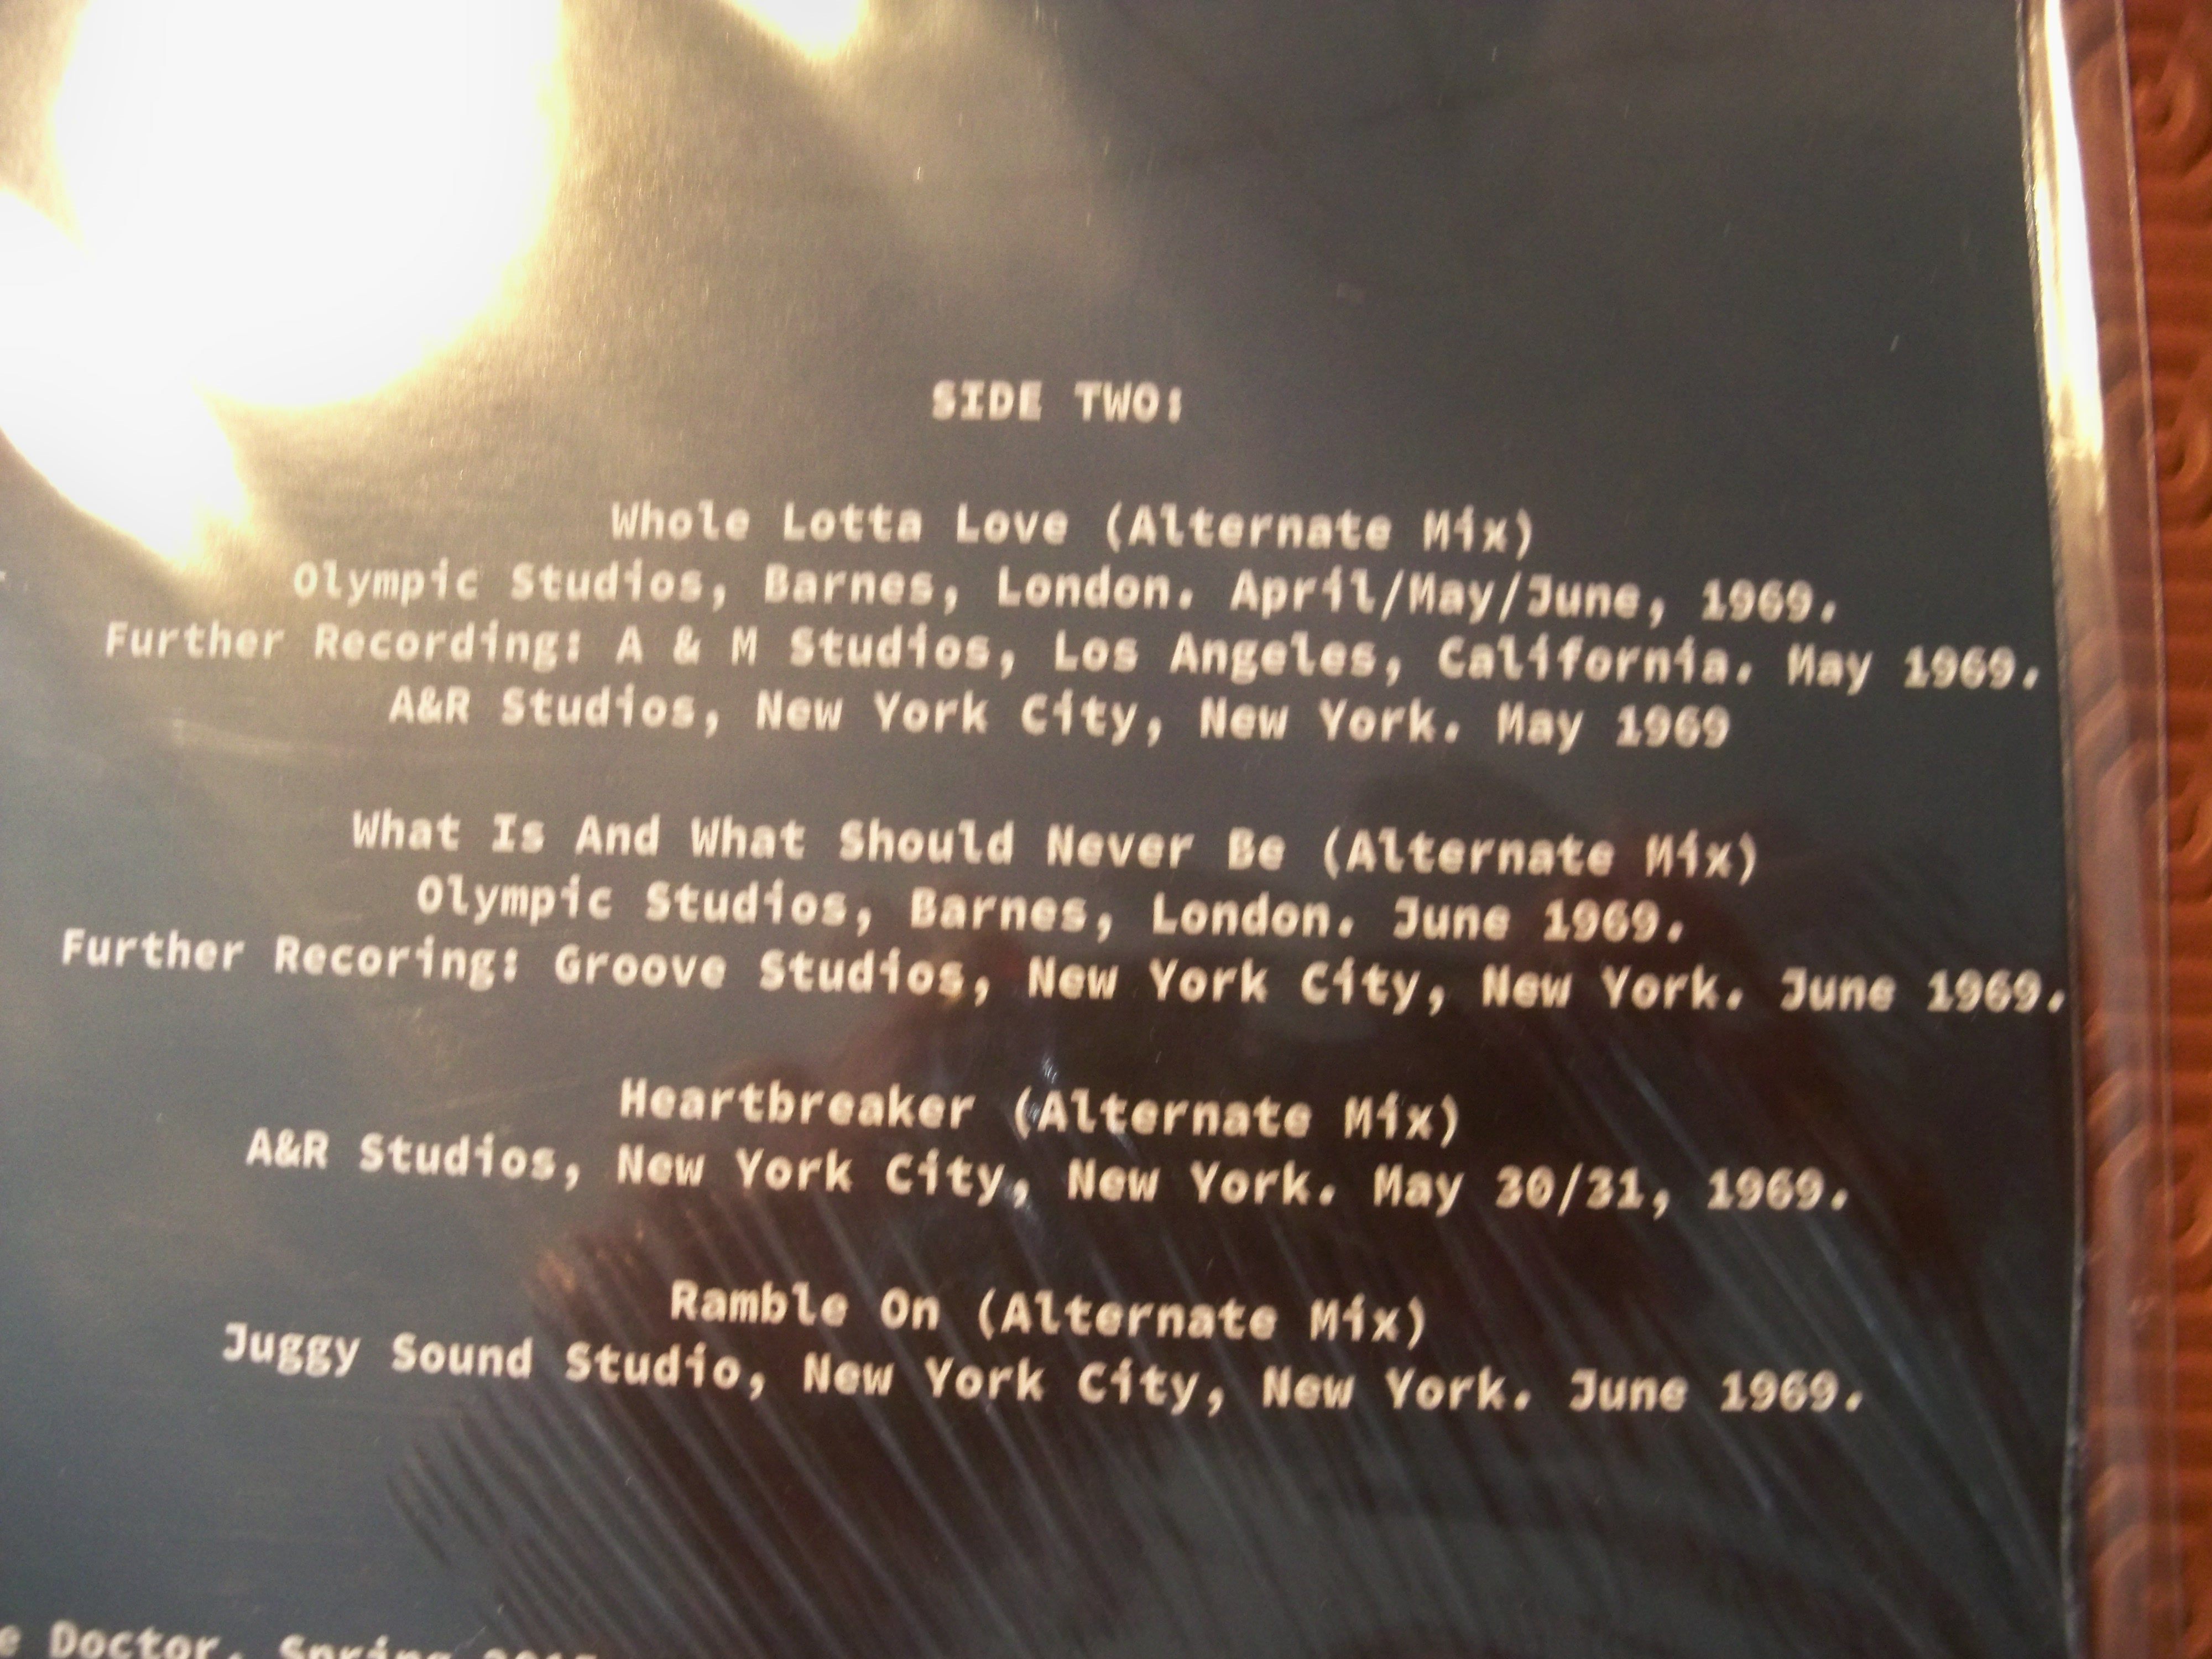 SIDE TWO:
Whole Lotta Love (Alternate Mix)
Olympic Studios, Barnes, London. April/May/June, 1969.
Further Recording: A & M Studios, Los Angeles, California. May 1969.
A&R Studios, New York City, New York. May 1969
What Is And What Should Never Be (Alternate Mix)
Olympic Studios, Barnes, London. June 1969.
Further Recoring: Groove Studios, New York City, New York. June 1969.
Heartbreaker (Alternate Mix)
A&R Studios, New York City, New York. May 30/31, 1969.
Ramble On (Alternate Mix)
Juggy Sound Studio, New York City, New York. June 1969.
Doctor, Spring